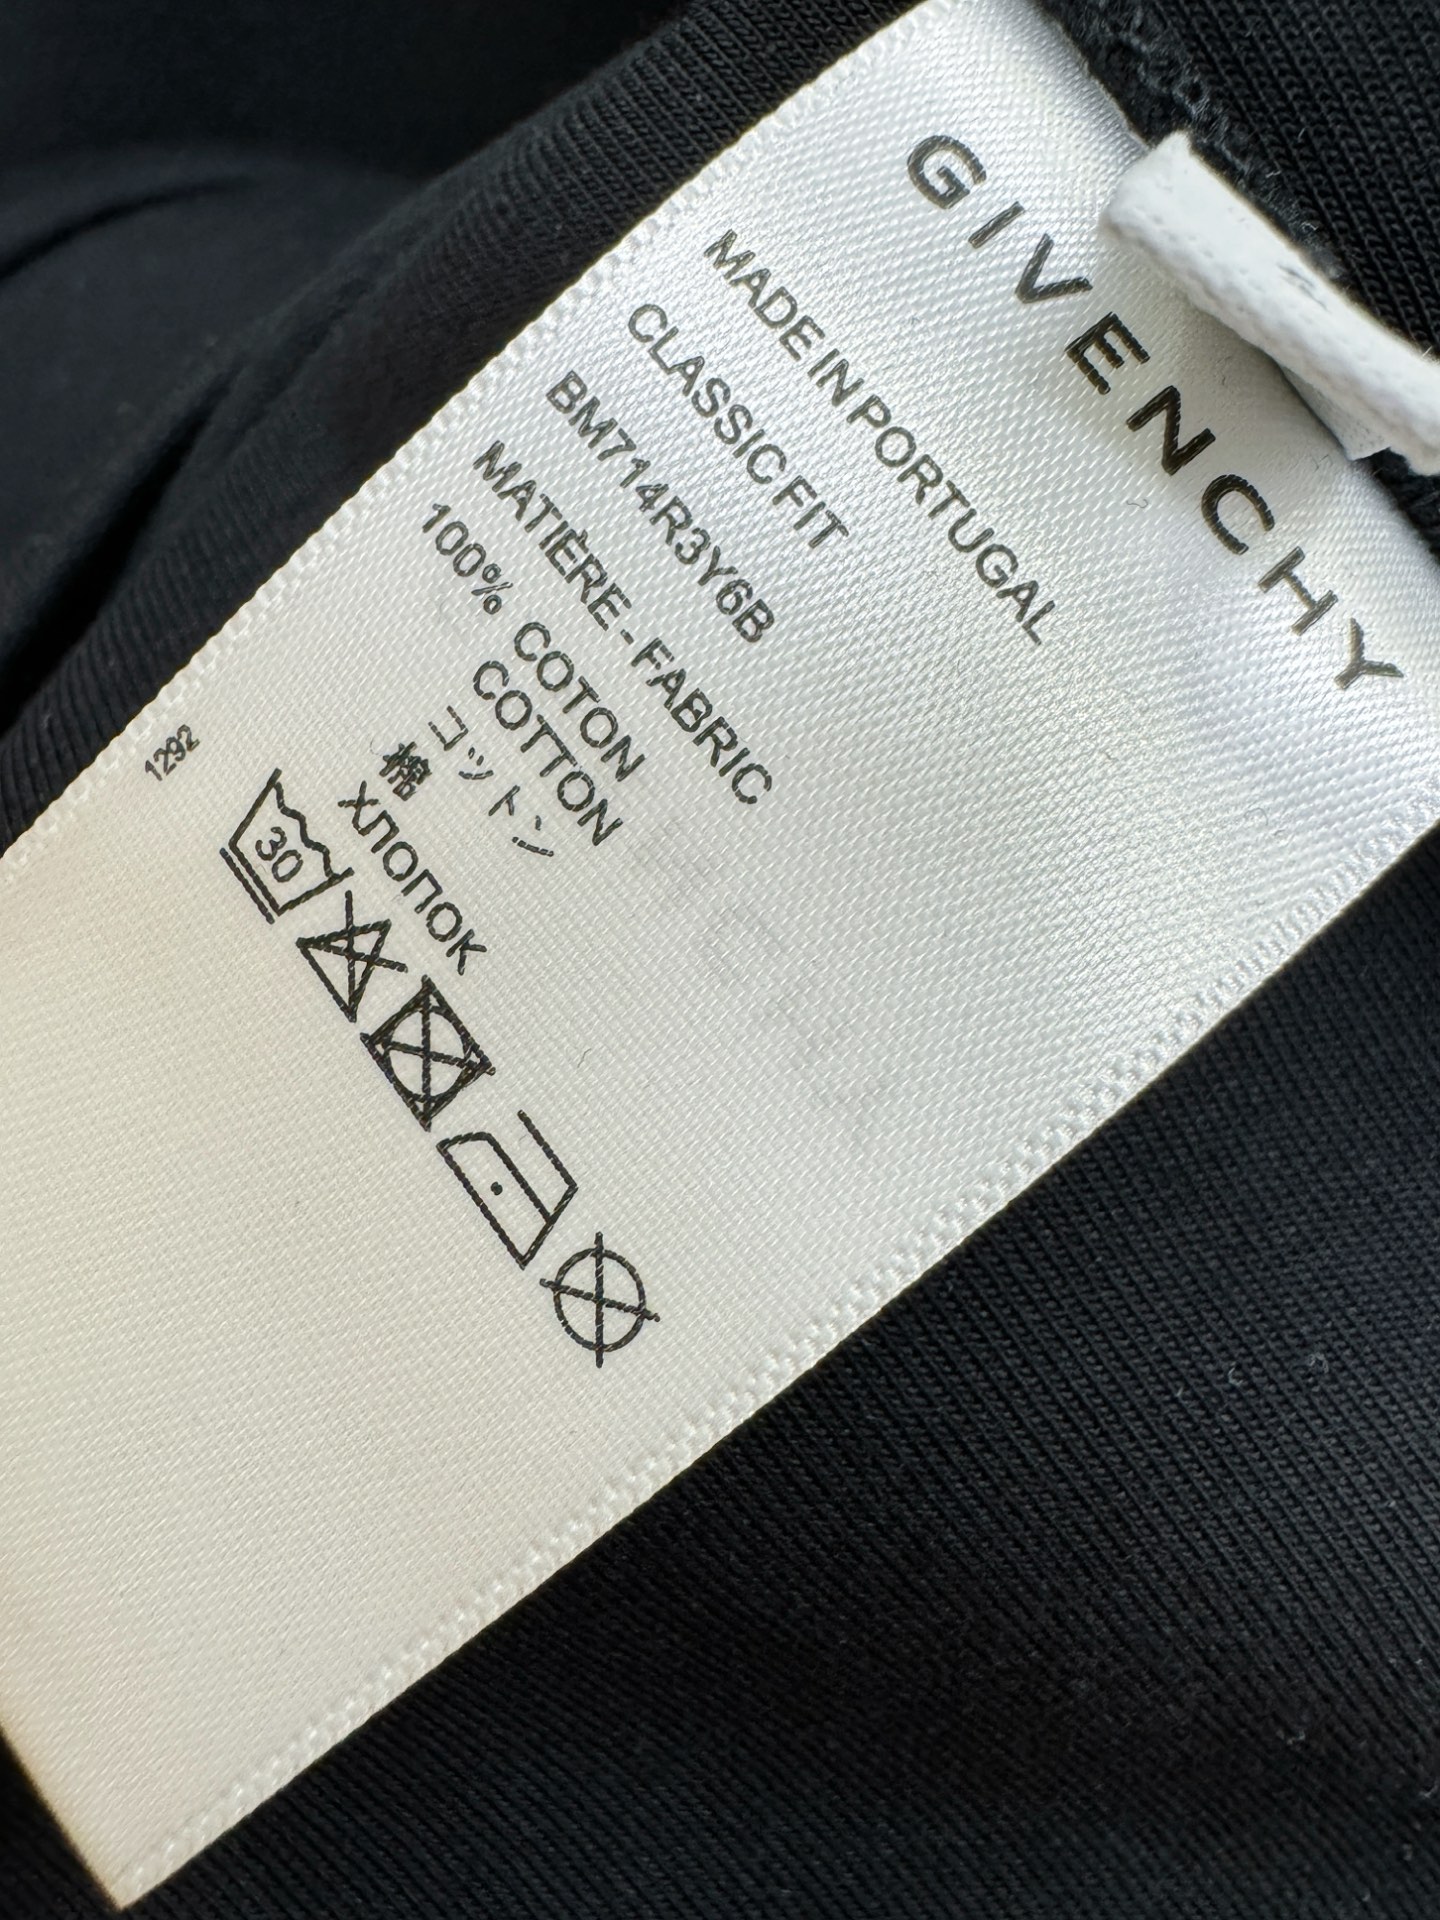 GIVENCHY
MADE IN PORTUGAL
CLASSIC FIT
BM714R3Y6B
MATIÈRE - FABRIC
100% COTON
COTTON
コットン
棉
ХЛОПОК
30
1292